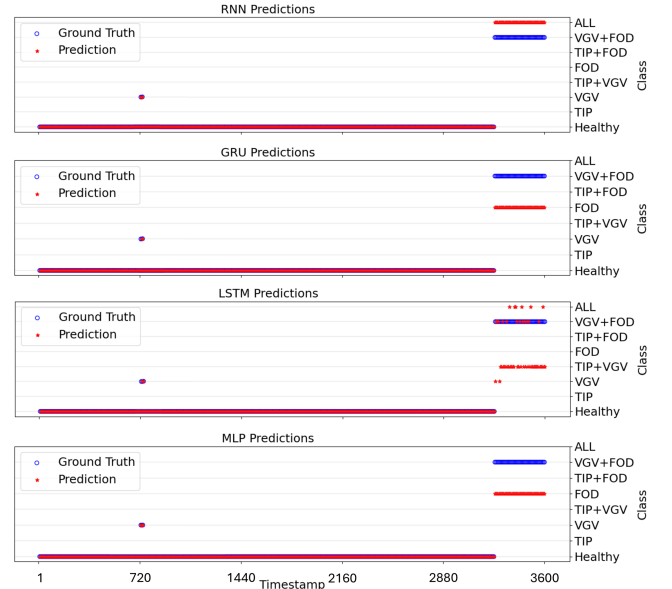 RNN Predictions
Ground Truth
Prediction
ALL
VGV+FOD
TIP+FOD
FOD
TIP+VGV
VGV
TIP
Healthy
Class
GRU Predictions
Ground Truth
Prediction
ALL
VGV+FOD
TIP+FOD
FOD
TIP+VGV
VGV
TIP
Healthy
Class
LSTM Predictions
Ground Truth
Prediction
ALL
VGV+FOD
TIP+FOD
FOD
TIP+VGV
VGV
TIP
Healthy
Class
MLP Predictions
Ground Truth
Prediction
ALL
VGV+FOD
TIP+FOD
FOD
TIP+VGV
VGV
TIP
Healthy
Class
1 720 1440 2160 2880 3600
Timestamp